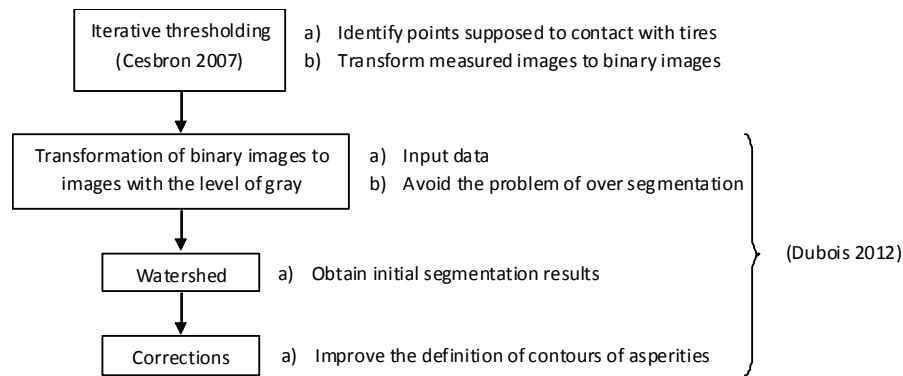 Iterative thresholding
(Cesbron 2007)
a) Identify points supposed to contact with tires
b) Transform measured images to binary images
Transformation of binary images to
images with the level of gray
a) Input data
b) Avoid the problem of over segmentation
(Dubois 2012)
Watershed
a) Obtain initial segmentation results
Corrections
a) Improve the definition of contours of asperities